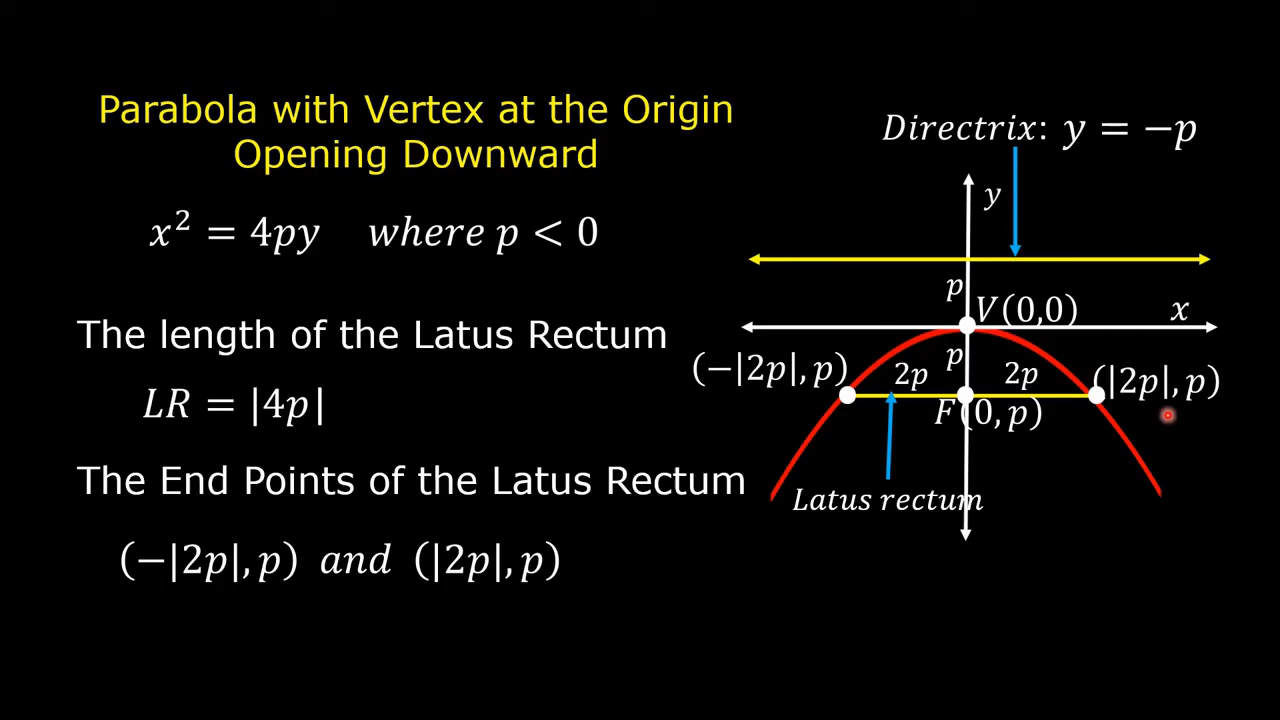 Parabola with Vertex at the Origin
Opening Downward
x² = 4py where p < 0
The length of the Latus Rectum
LR = |4p|
The End Points of the Latus Rectum
(−|2p|, p) and (|2p|, p)
Directrix: y = −p
y
p
V(0,0)
x
(−|2p|, p)
2p
p
2p
(|2p|, p)
F(0, p)
Latus rectum